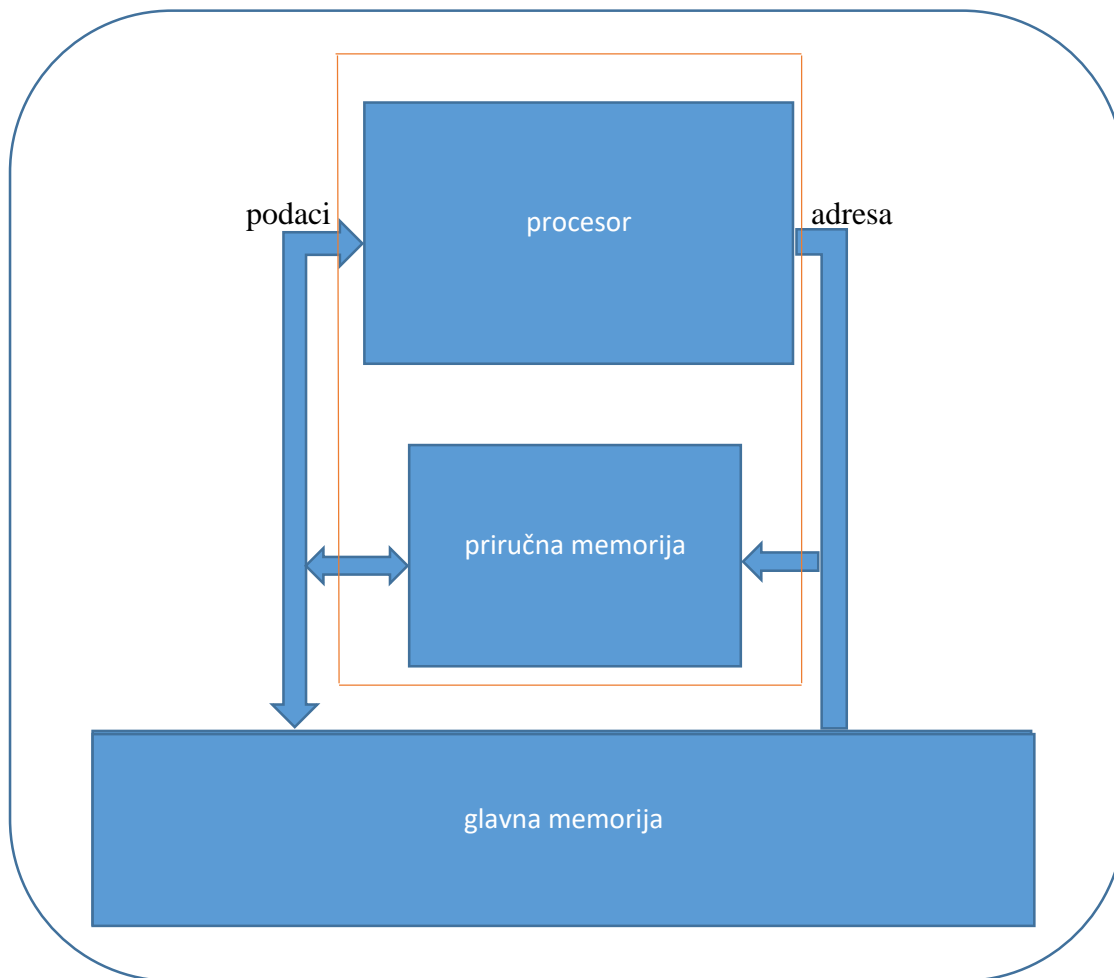 procesor
podaci
adresa
priručna memorija
glavna memorija